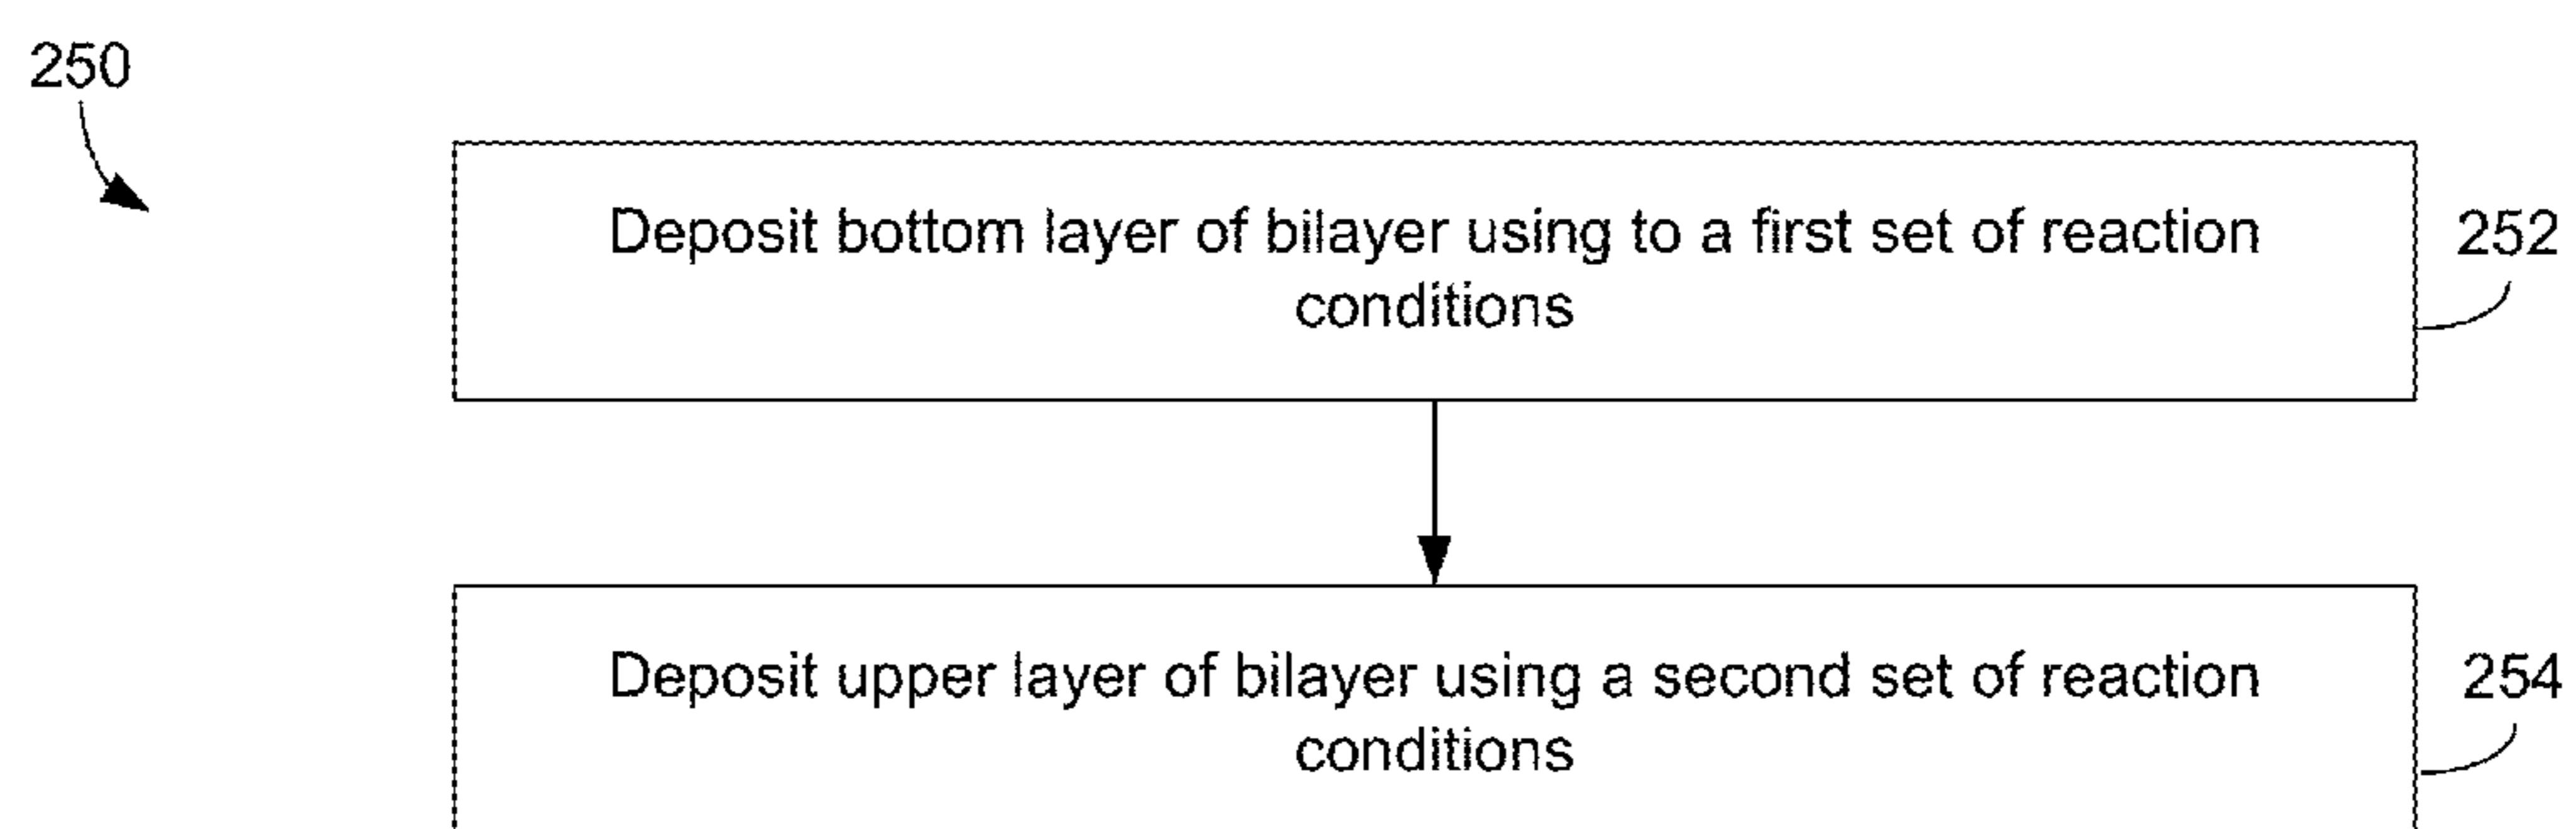 250
Deposit bottom layer of bilayer using to a first set of reaction
conditions
252
Deposit upper layer of bilayer using a second set of reaction
conditions
254